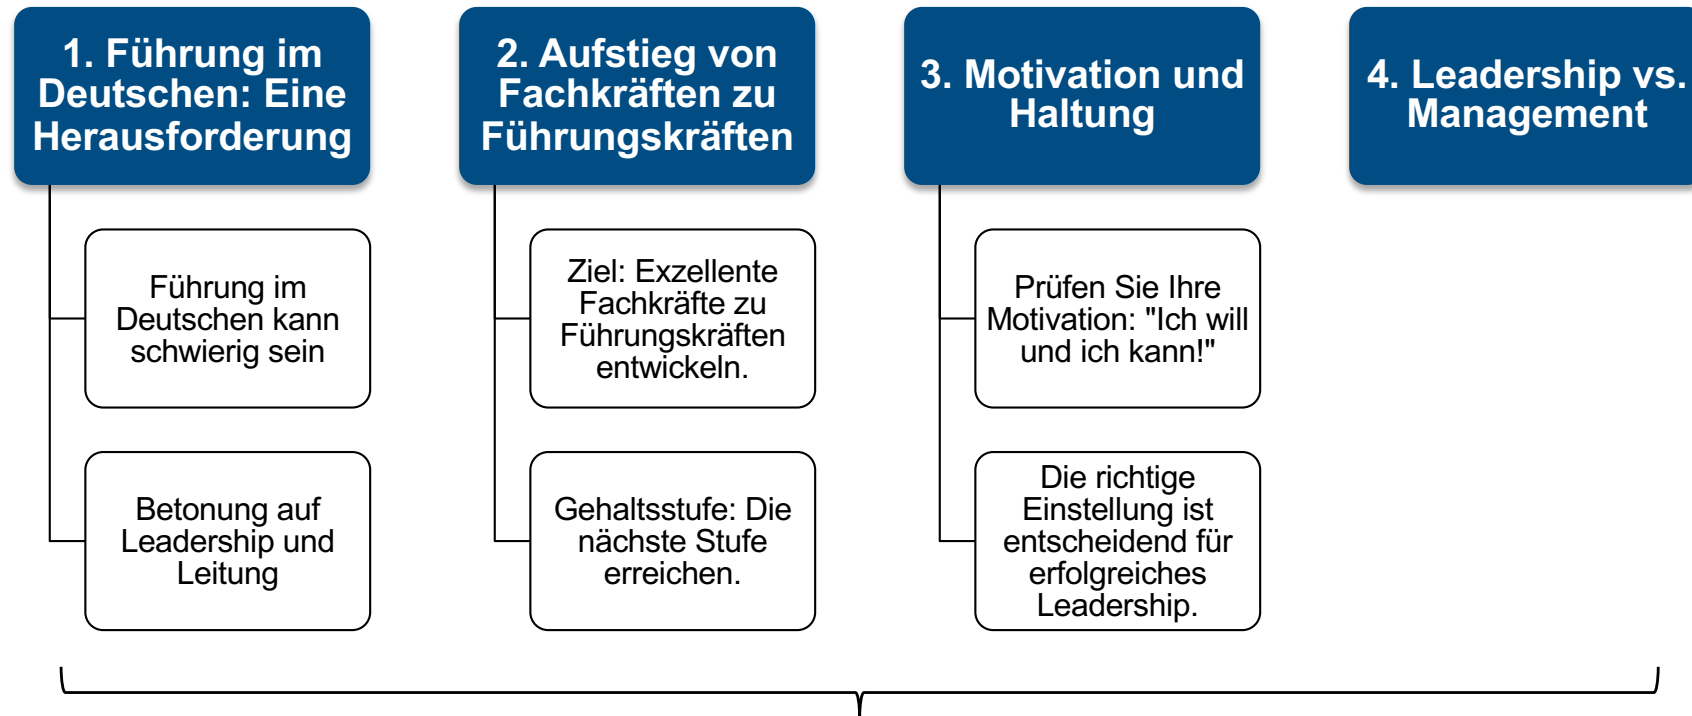 1. Führung im
Deutschen: Eine
Herausforderung
Führung im
Deutschen kann
schwierig sein
Betonung auf
Leadership und
Leitung
2. Aufstieg von
Fachkräften zu
Führungskräften
Ziel: Exzellente
Fachkräfte zu
Führungskräften
entwickeln.
Gehaltsstufe: Die
nächste Stufe
erreichen.
3. Motivation und
Haltung
Prüfen Sie Ihre
Motivation: "Ich will
und ich kann!"
Die richtige
Einstellung ist
entscheidend für
erfolgreiches
Leadership.
4. Leadership vs.
Management